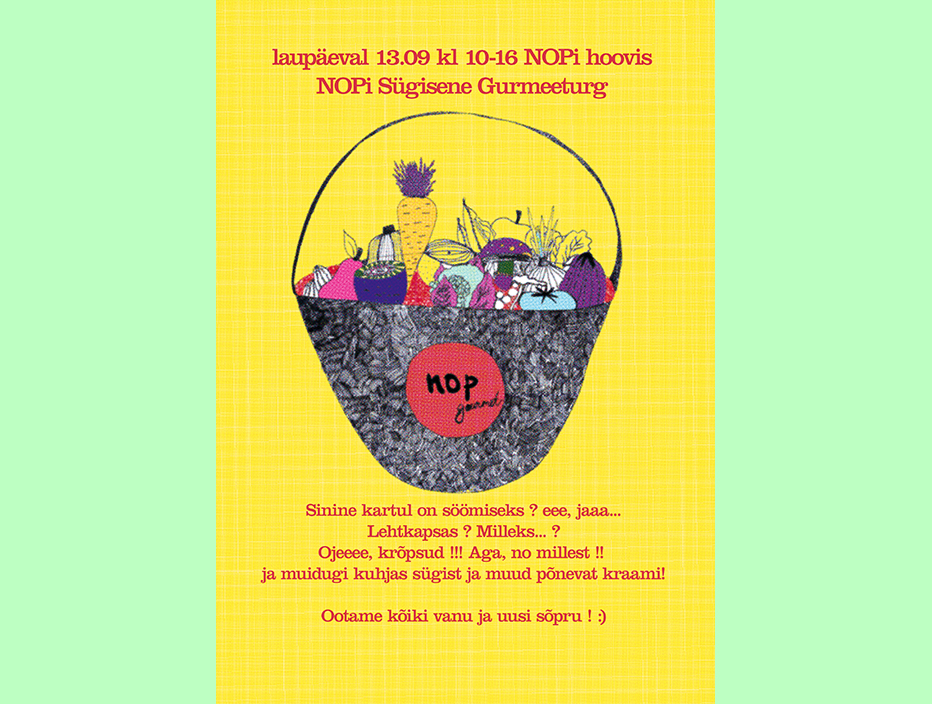 laupäeval 13.09 kl 10-16 NOPi hoovis
NOPi Sügisene Gurmeeturg
nop
gourmet
Sinine kartul on söömiseks ? eee, jaaa...
Lehtkapsas ? Milleks... ?
Ojeeee, krõpsud !!! Aga, no millest !!
ja muidugi kuhjas sügist ja muud põnevat kraami!
Ootame kõiki vanu ja uusi sõpru ! :)